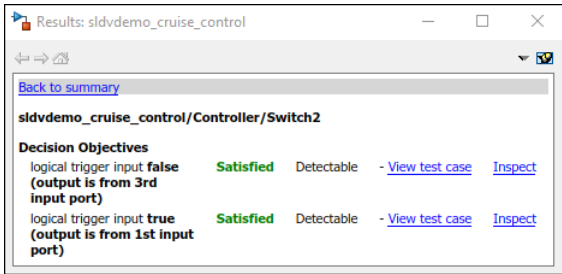 Results: sldvdemo_cruise_control
Back to summary
sldvdemo_cruise_control/Controller/Switch2
Decision Objectives
logical trigger input false Satisfied Detectable - View test case Inspect
(output is from 3rd
input port)
logical trigger input true Satisfied Detectable - View test case Inspect
(output is from 1st input
port)